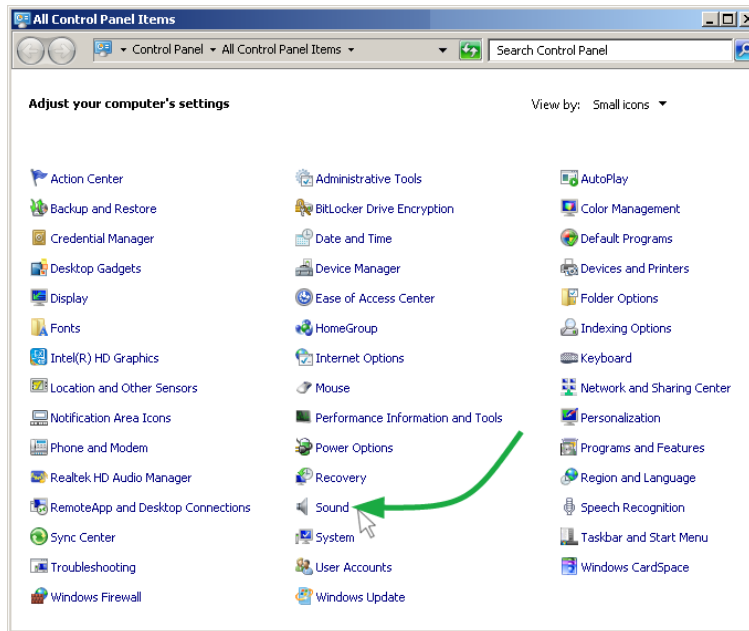 All Control Panel Items
Control Panel All Control Panel Items Search Control Panel
Adjust your computer's settings View by: Small icons
Action Center Administrative Tools AutoPlay
Backup and Restore BitLocker Drive Encryption Color Management
Credential Manager Date and Time Default Programs
Desktop Gadgets Device Manager Devices and Printers
Display Ease of Access Center Folder Options
Fonts HomeGroup Indexing Options
Intel(R) HD Graphics Internet Options Keyboard
Location and Other Sensors Mouse Network and Sharing Center
Notification Area Icons Performance Information and Tools Personalization
Phone and Modem Power Options Programs and Features
Realtek HD Audio Manager Recovery Region and Language
RemoteApp and Desktop Connections Sound Speech Recognition
Sync Center System Taskbar and Start Menu
Troubleshooting User Accounts Windows CardSpace
Windows Firewall Windows Update